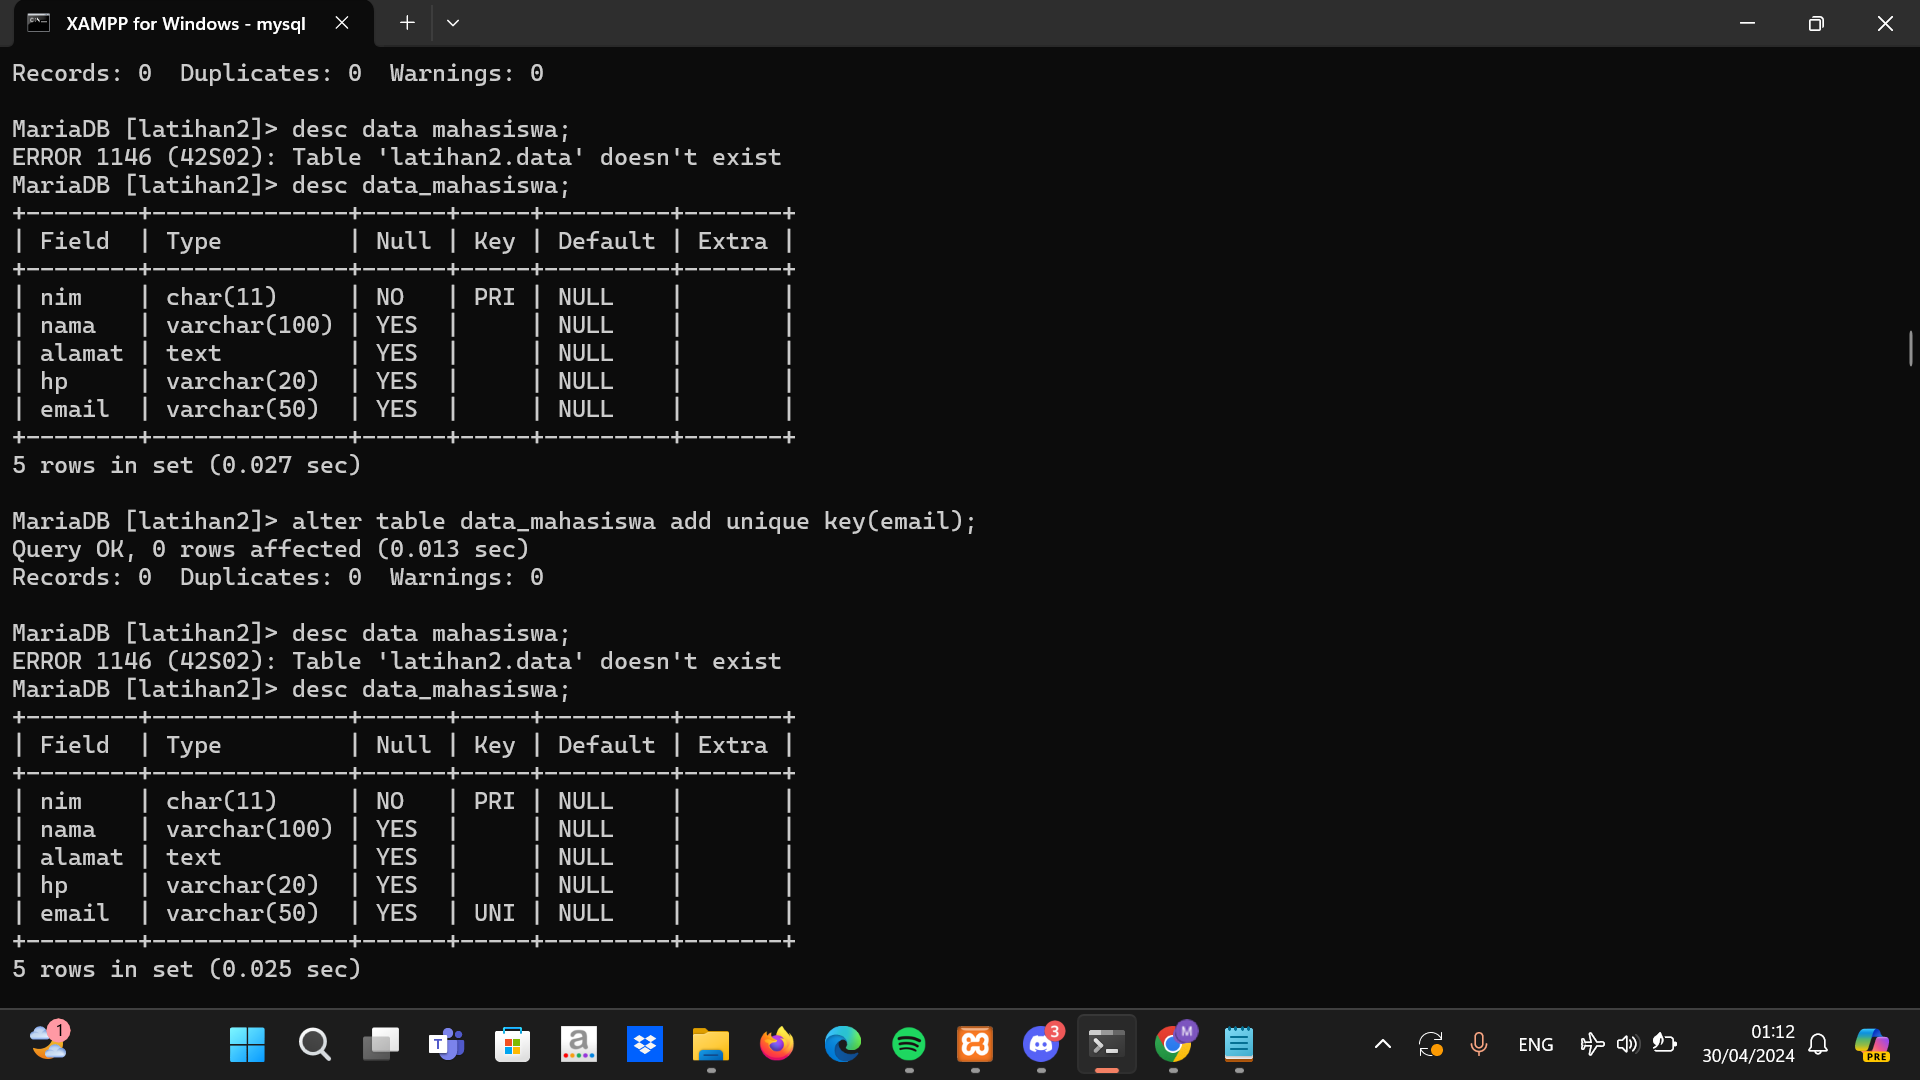 XAMPP for Windows - mysql
Records: 0  Duplicates: 0  Warnings: 0

MariaDB [latihan2]> desc data mahasiswa;
ERROR 1146 (42S02): Table 'latihan2.data' doesn't exist
MariaDB [latihan2]> desc data_mahasiswa;
+--------+--------------+------+-----+---------+-------+
| Field  | Type         | Null | Key | Default | Extra |
+--------+--------------+------+-----+---------+-------+
| nim    | char(11)     | NO   | PRI | NULL    |       |
| nama   | varchar(100) | YES  |     | NULL    |       |
| alamat | text         | YES  |     | NULL    |       |
| hp     | varchar(20)  | YES  |     | NULL    |       |
| email  | varchar(50)  | YES  |     | NULL    |       |
+--------+--------------+------+-----+---------+-------+
5 rows in set (0.027 sec)

MariaDB [latihan2]> alter table data_mahasiswa add unique key(email);
Query OK, 0 rows affected (0.013 sec)
Records: 0  Duplicates: 0  Warnings: 0

MariaDB [latihan2]> desc data mahasiswa;
ERROR 1146 (42S02): Table 'latihan2.data' doesn't exist
MariaDB [latihan2]> desc data_mahasiswa;
+--------+--------------+------+-----+---------+-------+
| Field  | Type         | Null | Key | Default | Extra |
+--------+--------------+------+-----+---------+-------+
| nim    | char(11)     | NO   | PRI | NULL    |       |
| nama   | varchar(100) | YES  |     | NULL    |       |
| alamat | text         | YES  |     | NULL    |       |
| hp     | varchar(20)  | YES  |     | NULL    |       |
| email  | varchar(50)  | YES  | UNI | NULL    |       |
+--------+--------------+------+-----+---------+-------+
5 rows in set (0.025 sec)
1
T
a
3
M
ENG
01:12
30/04/2024
PRE